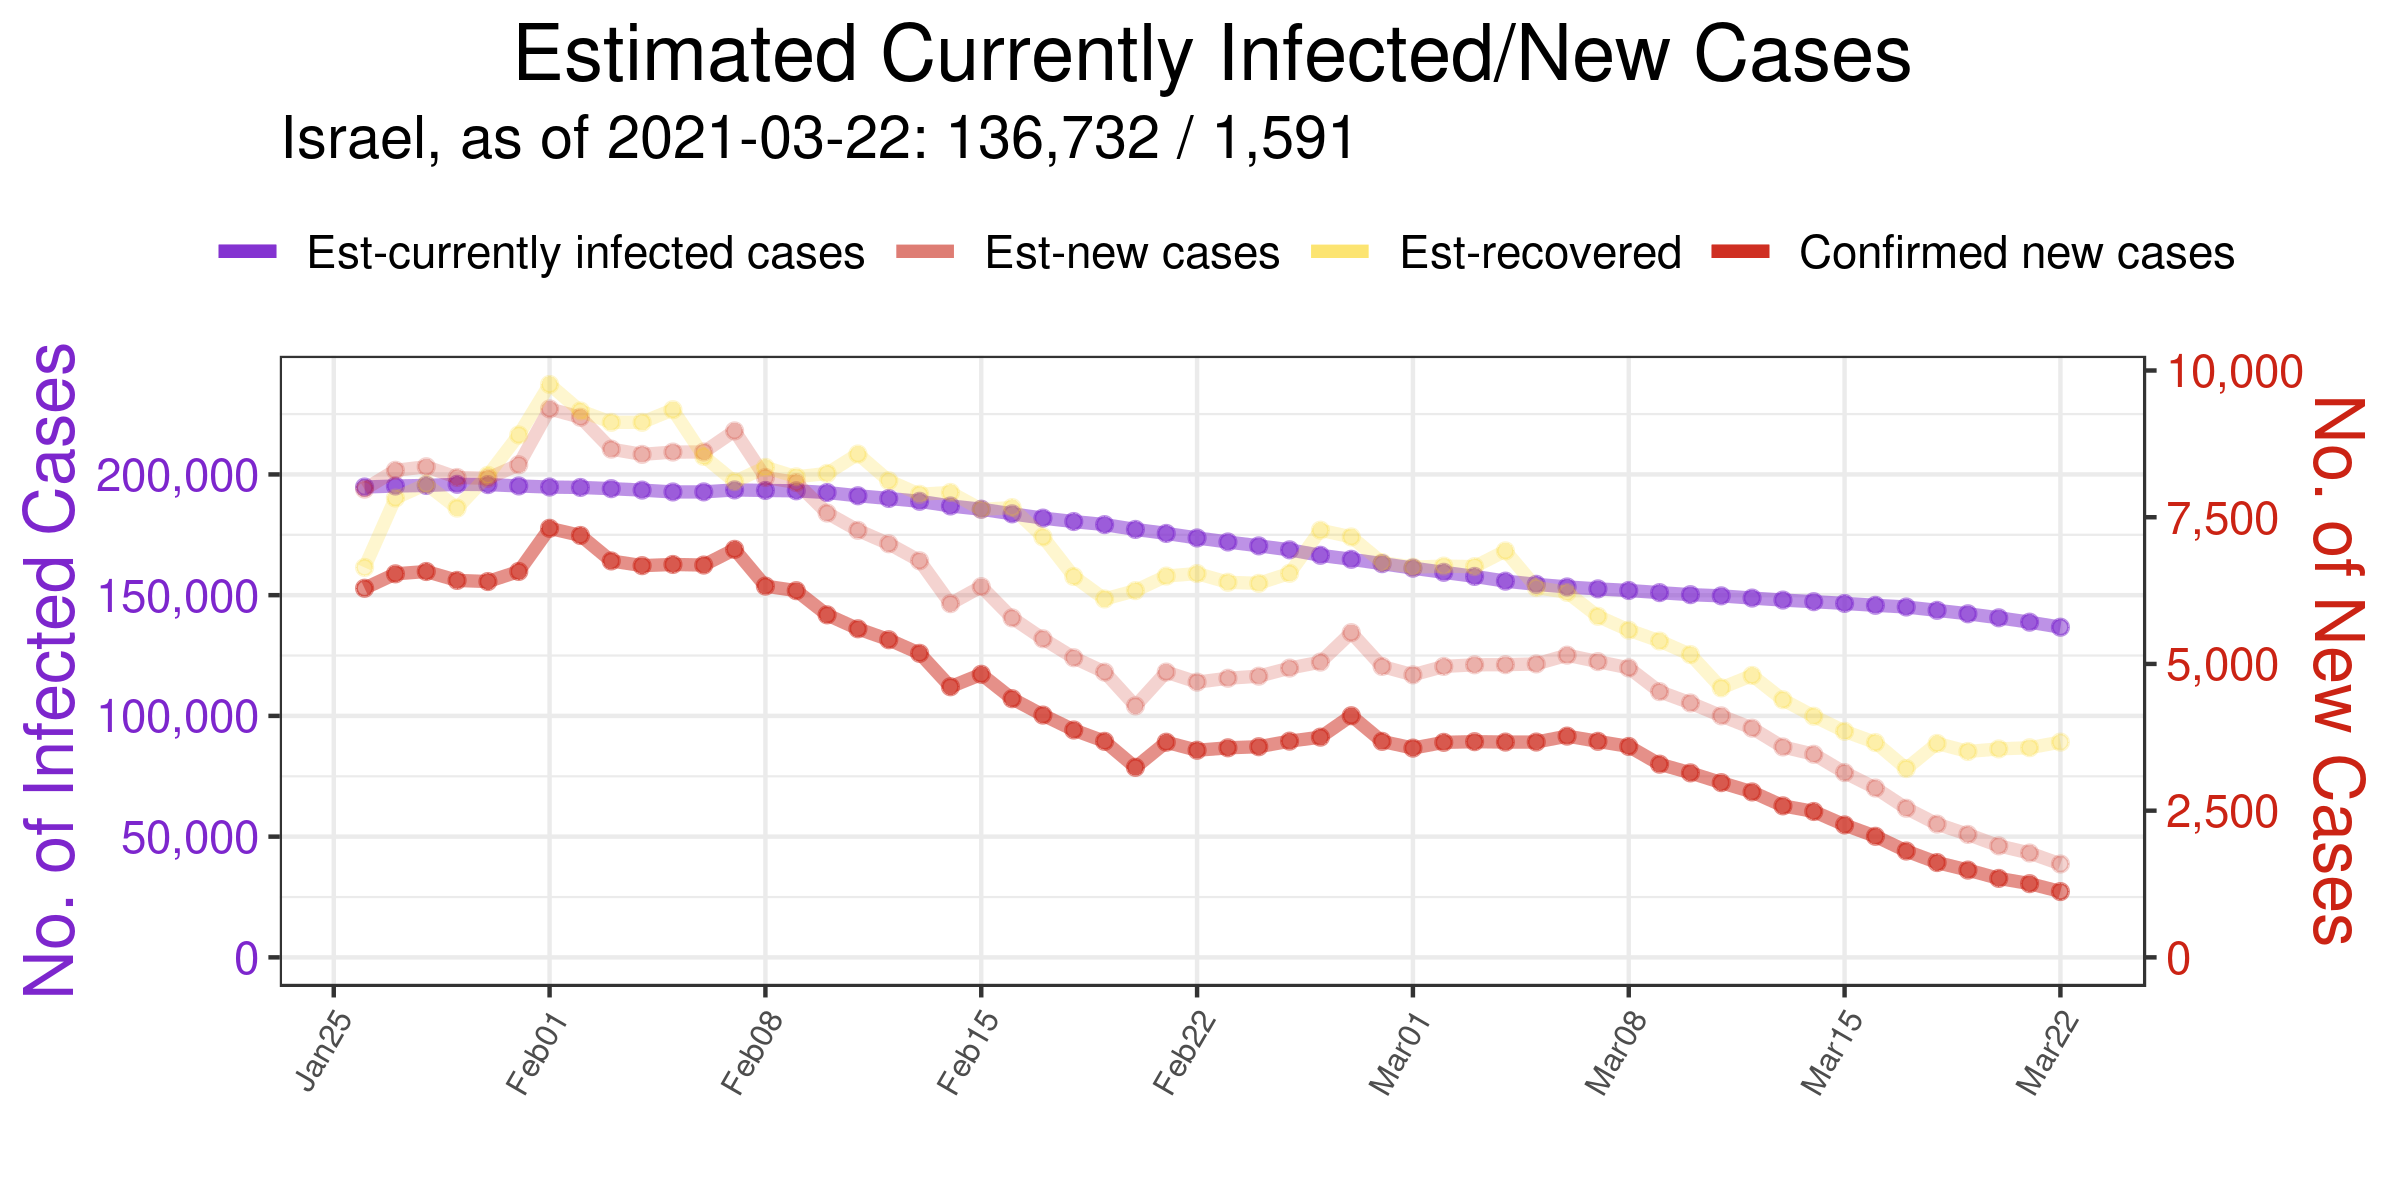 Estimated Currently Infected/New Cases
Israel, as of 2021-03-22: 136,732 / 1,591
Est-currently infected cases Est-new cases Est-recovered Confirmed new cases
No. of Infected Cases
200,000
150,000
100,000
50,000
0
10,000
7,500
5,000
2,500
0
No. of New Cases
Jan25 Feb01 Feb08 Feb15 Feb22 Mar01 Mar08 Mar15 Mar22